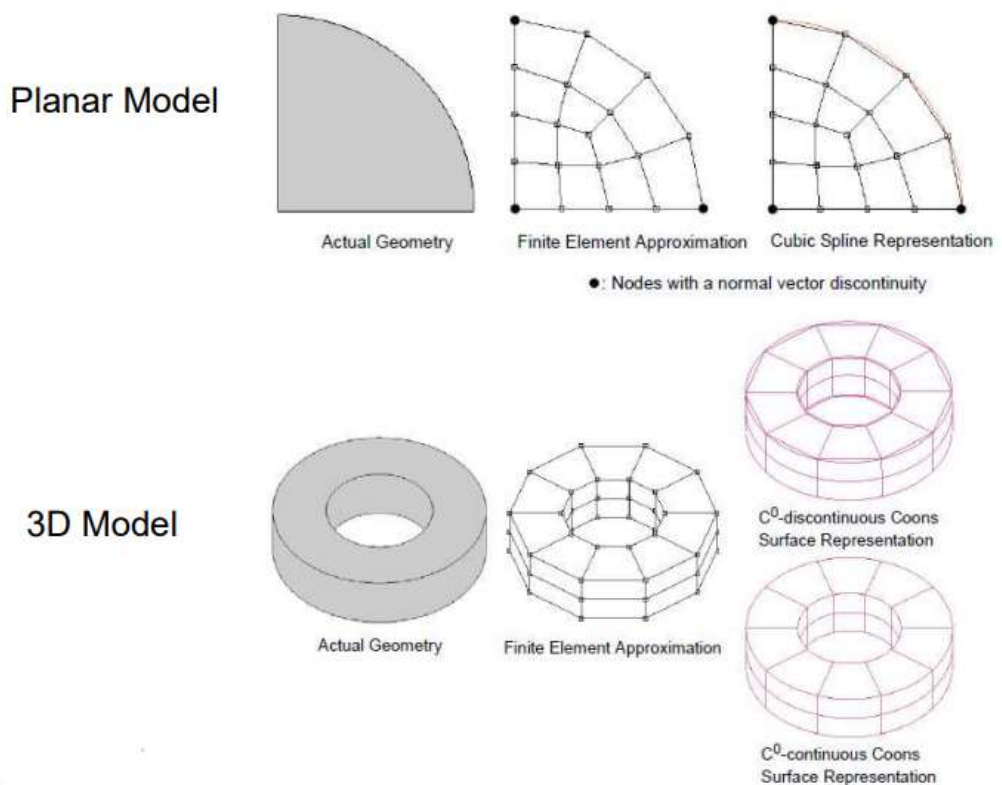 Planar Model
Actual Geometry
Finite Element Approximation
Cubic Spline Representation
●: Nodes with a normal vector discontinuity
3D Model
Actual Geometry
Finite Element Approximation
C⁰-discontinuous Coons
Surface Representation
C⁰-continuous Coons
Surface Representation